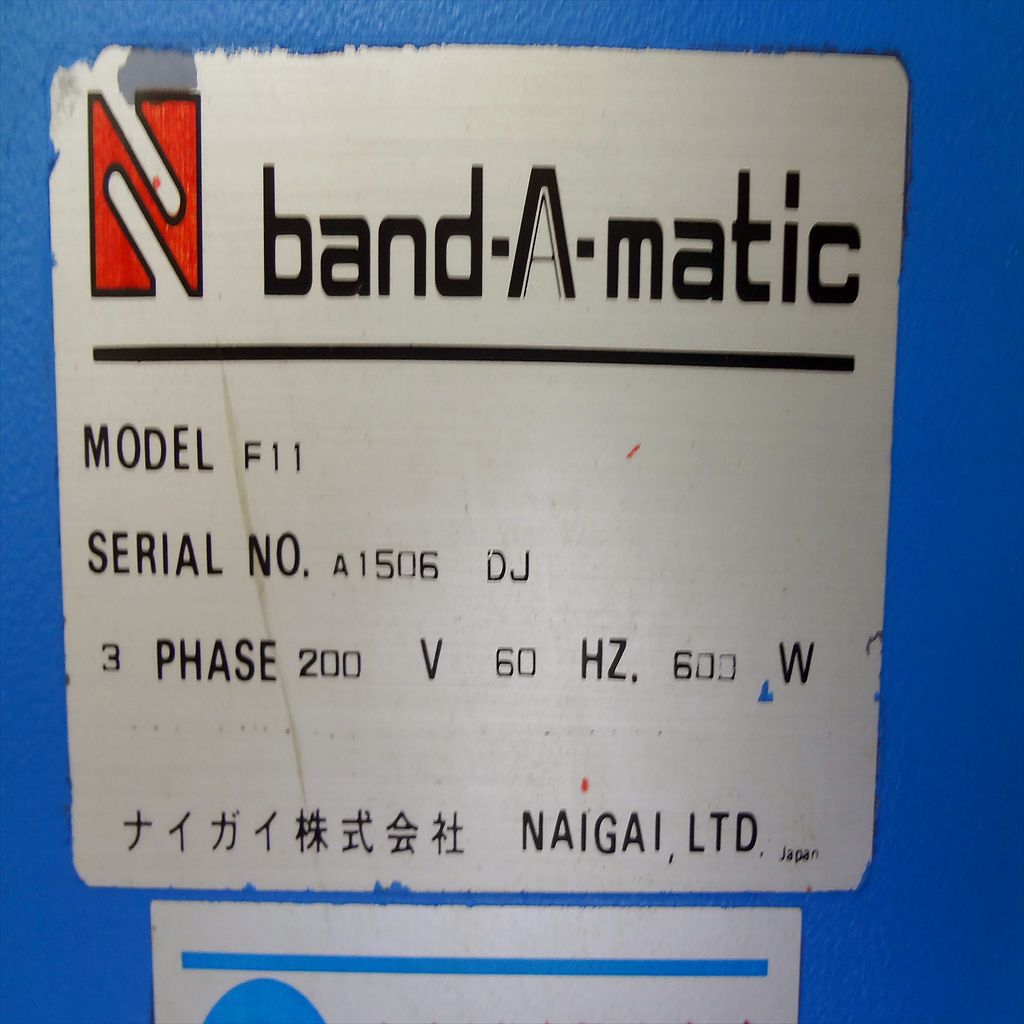 N band-A-matic
MODEL F11
SERIAL NO. A1506 DJ
3 PHASE 200 V 60 HZ. 600 W
ナイガイ株式会社 NAIGAI, LTD. Japan